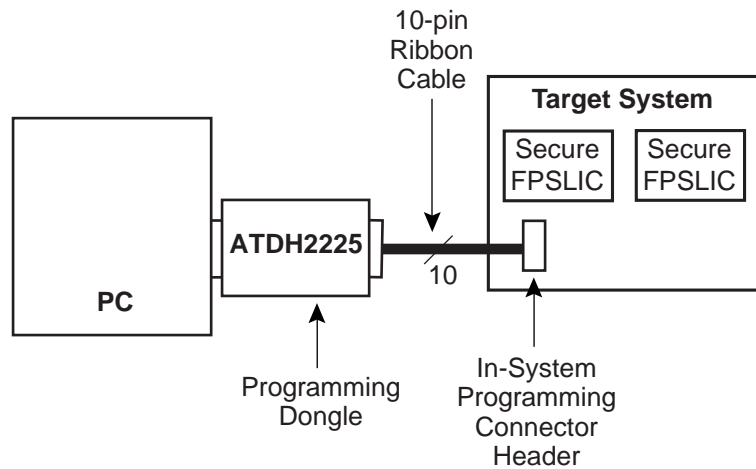 10-pin
Ribbon
Cable
Target System
Secure
FPSLIC
Secure
FPSLIC
ATDH2225
10
PC
Programming
Dongle
In-System
Programming
Connector
Header